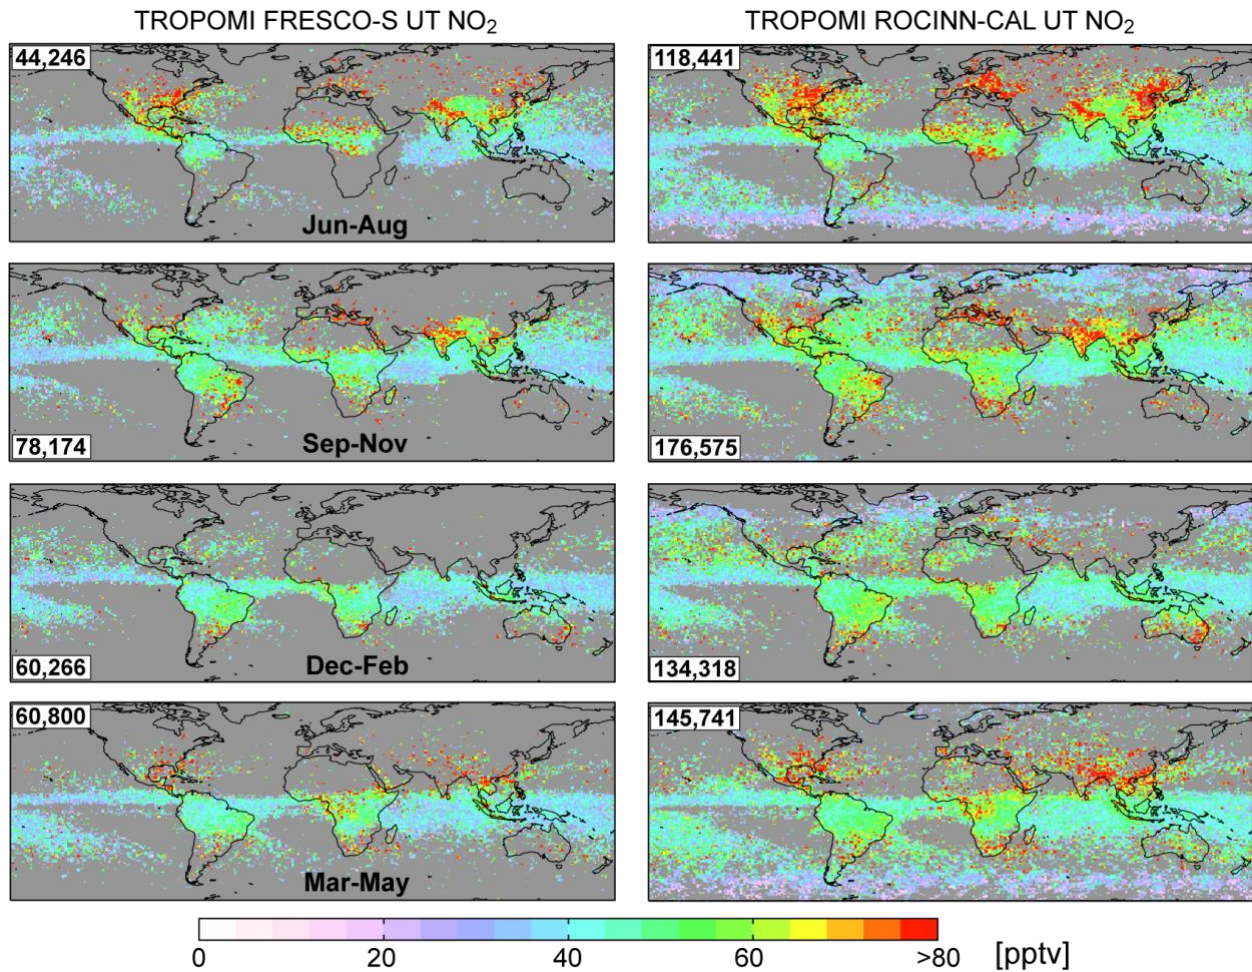 TROPOMI FRESCO-S UT NO₂
TROPOMI ROCINN-CAL UT NO₂
44,246
Jun-Aug
118,441
78,174
Sep-Nov
176,575
60,266
Dec-Feb
134,318
60,800
Mar-May
145,741
0 20 40 60 >80 [pptv]